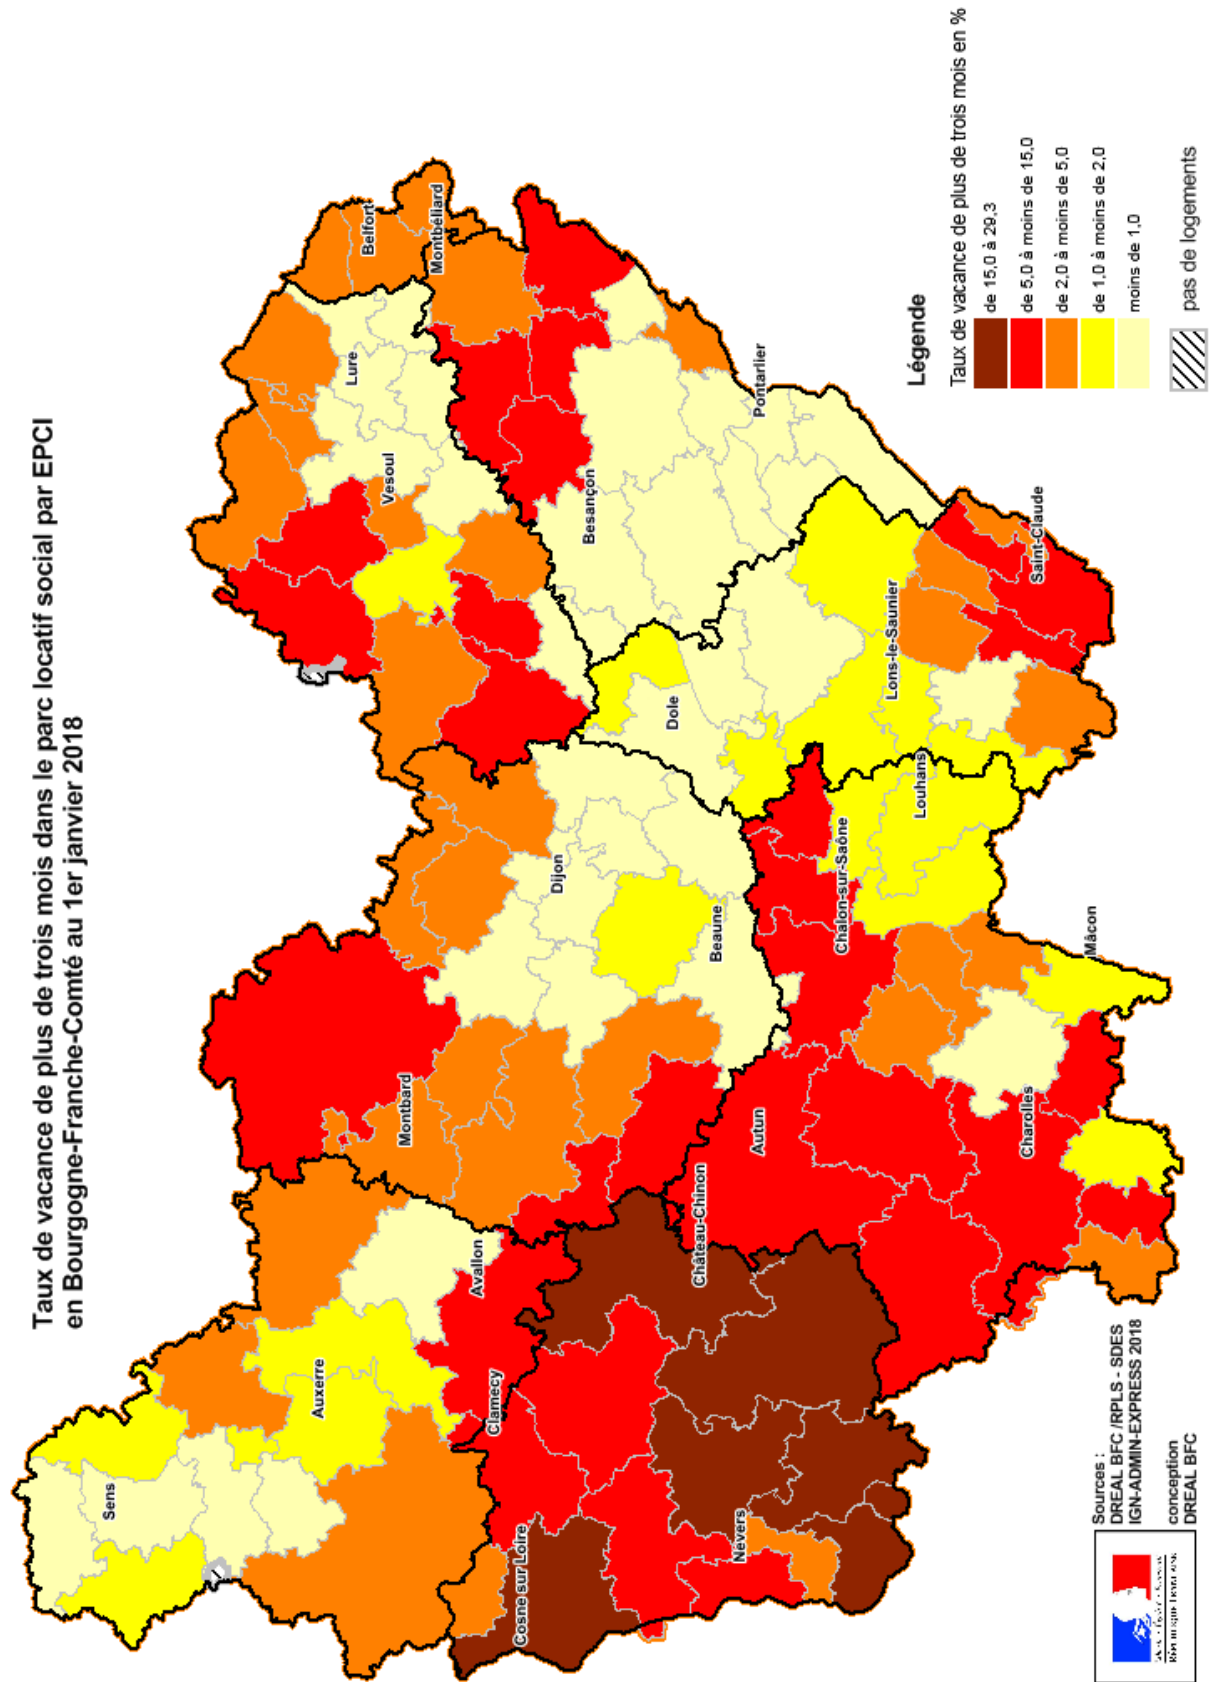 Taux de vacance de plus de trois mois dans le parc locatif social par EPCI
en Bourgogne-Franche-Comté au 1er janvier 2018
Sens
Auxerre
Avallon
Clamecy
Cosne sur Loire
Nevers
Château-Chinon
Montbard
Dijon
Beaune
Autun
Chalon-sur-Saône
Louhans
Charolles
Mâcon
Vesoul
Lure
Belfort
Montbéliard
Besançon
Dole
Pontarlier
Lons-le-Saunier
Saint-Claude
Légende
Taux de vacance de plus de trois mois en %
de 15,0 à 29,3
de 5,0 à moins de 15,0
de 2,0 à moins de 5,0
de 1,0 à moins de 2,0
moins de 1,0
pas de logements
Sources :
DREAL BFC /RPLS - SDES
IGN-ADMIN-EXPRESS 2018
conception
DREAL BFC
RÉPUBLIQUE FRANÇAISE